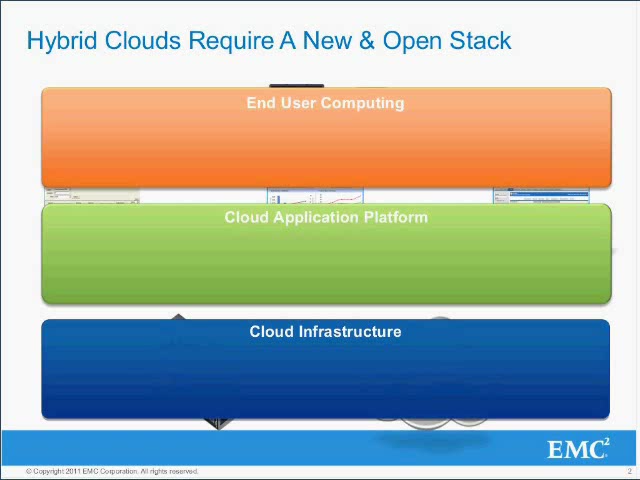 Hybrid Clouds Require A New & Open Stack
End User Computing
Cloud Application Platform
Cloud Infrastructure
EMC²
© Copyright 2011 EMC Corporation. All rights reserved.
2